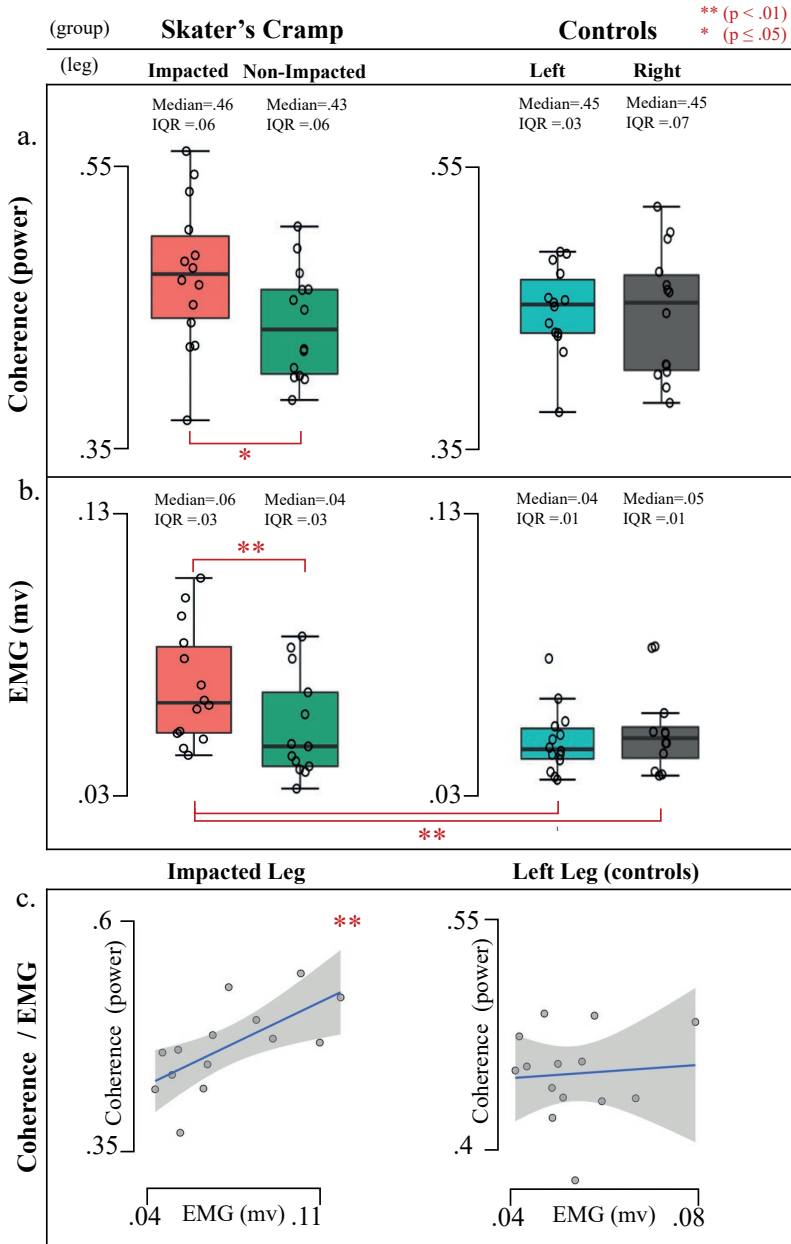 (group) Skater's Cramp Controls ** (p < .01)
* (p ≤ .05)
(leg) Impacted Non-Impacted Left Right
a.
Median=.46 Median=.43 Median=.45 Median=.45
IQR =.06 IQR =.06 IQR =.03 IQR =.07
.55 .55
Coherence (power)
.35 .35
*
b.
Median=.06 Median=.04 Median=.04 Median=.05
IQR =.03 IQR =.03 IQR =.01 IQR =.01
.13 .13
**
EMG (mv)
.03 .03
**
Impacted Leg Left Leg (controls)
c.
.6 ** .55
Coherence / EMG
Coherence (power) Coherence (power)
.35 .4
.04 EMG (mv) .11 .04 EMG (mv) .08